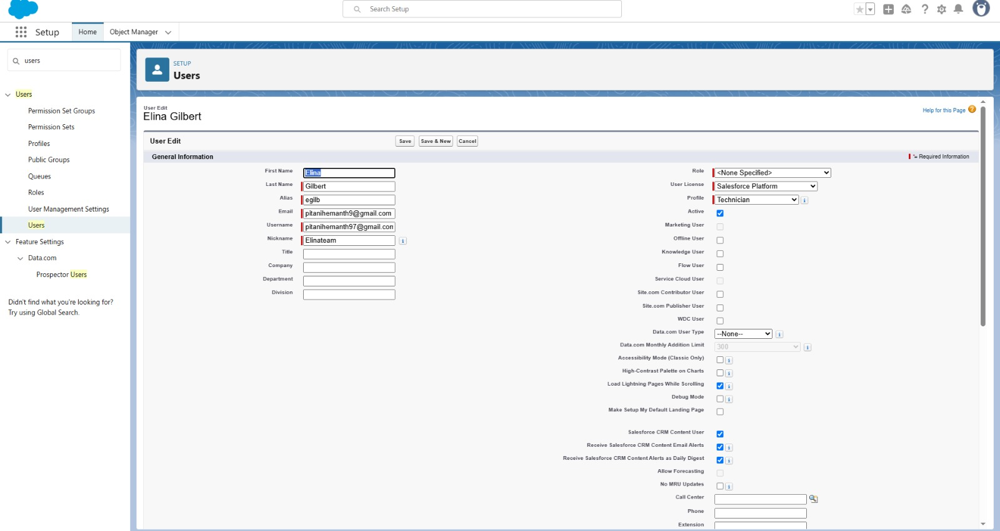 Search Setup
Setup
Home
Object Manager
users
Users
Permission Set Groups
Permission Sets
Profiles
Public Groups
Queues
Roles
User Management Settings
Users
Feature Settings
Data.com
Prospector Users
Didn't find what you're looking for?
Try using Global Search.
SETUP
Users
User Edit
Elina Gilbert
Help for this Page
User Edit
Save
Save & New
Cancel
General Information
= Required Information
First Name
Elina
Last Name
Gilbert
Alias
egilb
Email
pitanihemanth9@gmail.com
Username
pitanihemanth97@gmail.com
Nickname
Elinateam
i
Title
Company
Department
Division
Role
<None Specified>
User License
Salesforce Platform
Profile
Technician
i
Active
Marketing User
Offline User
Knowledge User
Flow User
Service Cloud User
Site.com Contributor User
Site.com Publisher User
WDC User
Data.com User Type
--None--
i
Data.com Monthly Addition Limit
300
i
Accessibility Mode (Classic Only)
i
High-Contrast Palette on Charts
i
Load Lightning Pages While Scrolling
i
Debug Mode
i
Make Setup My Default Landing Page
Salesforce CRM Content User
Receive Salesforce CRM Content Email Alerts
i
Receive Salesforce CRM Content Alerts as Daily Digest
i
Allow Forecasting
No MRU Updates
i
Call Center
Phone
Extension